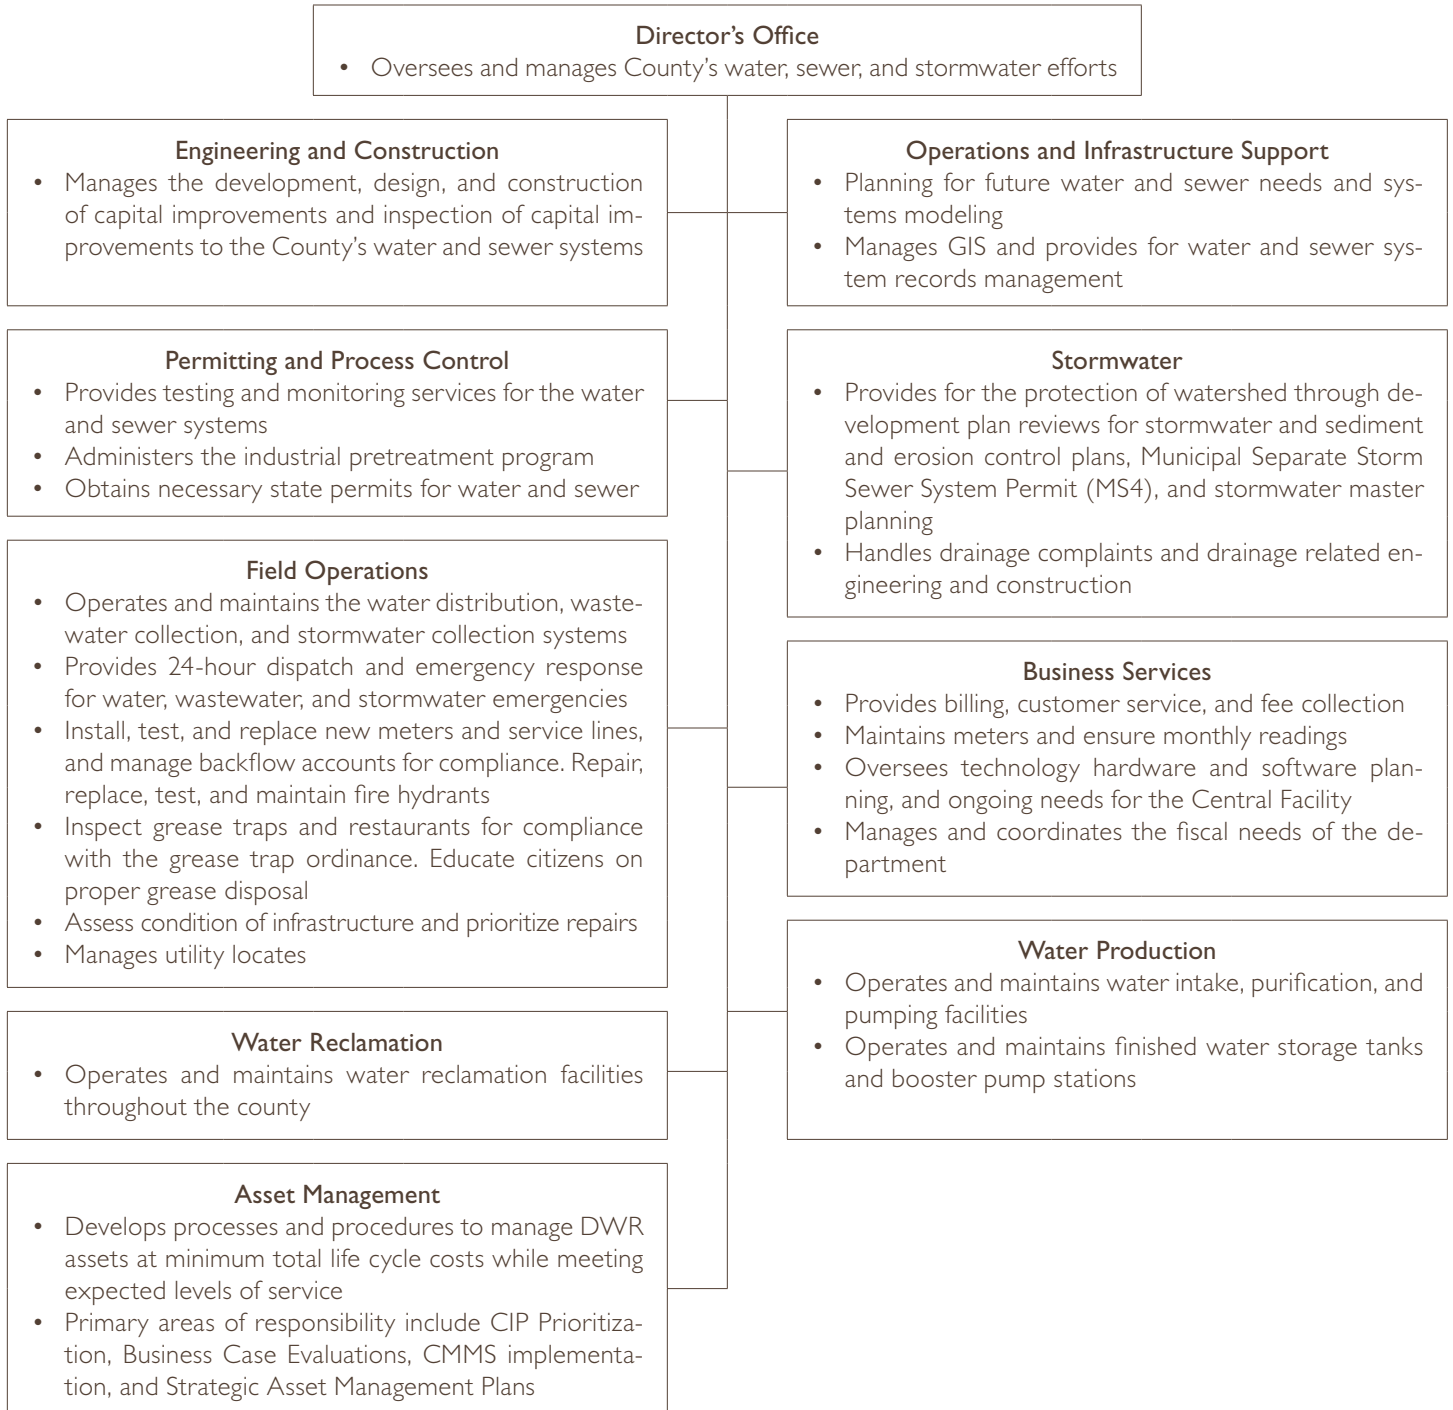 Director’s Office
• Oversees and manages County’s water, sewer, and stormwater efforts
Engineering and Construction
• Manages the development, design, and construction
of capital improvements and inspection of capital im-
provements to the County’s water and sewer systems
Permitting and Process Control
• Provides testing and monitoring services for the water
and sewer systems
• Administers the industrial pretreatment program
• Obtains necessary state permits for water and sewer
Field Operations
• Operates and maintains the water distribution, waste-
water collection, and stormwater collection systems
• Provides 24-hour dispatch and emergency response
for water, wastewater, and stormwater emergencies
• Install, test, and replace new meters and service lines,
and manage backflow accounts for compliance. Repair,
replace, test, and maintain fire hydrants
• Inspect grease traps and restaurants for compliance
with the grease trap ordinance. Educate citizens on
proper grease disposal
• Assess condition of infrastructure and prioritize repairs
• Manages utility locates
Water Reclamation
• Operates and maintains water reclamation facilities
throughout the county
Asset Management
• Develops processes and procedures to manage DWR
assets at minimum total life cycle costs while meeting
expected levels of service
• Primary areas of responsibility include CIP Prioritiza-
tion, Business Case Evaluations, CMMS implementa-
tion, and Strategic Asset Management Plans
Operations and Infrastructure Support
• Planning for future water and sewer needs and sys-
tems modeling
• Manages GIS and provides for water and sewer sys-
tem records management
Stormwater
• Provides for the protection of watershed through de-
velopment plan reviews for stormwater and sediment
and erosion control plans, Municipal Separate Storm
Sewer System Permit (MS4), and stormwater master
planning
• Handles drainage complaints and drainage related en-
gineering and construction
Business Services
• Provides billing, customer service, and fee collection
• Maintains meters and ensure monthly readings
• Oversees technology hardware and software plan-
ning, and ongoing needs for the Central Facility
• Manages and coordinates the fiscal needs of the de-
partment
Water Production
• Operates and maintains water intake, purification, and
pumping facilities
• Operates and maintains finished water storage tanks
and booster pump stations